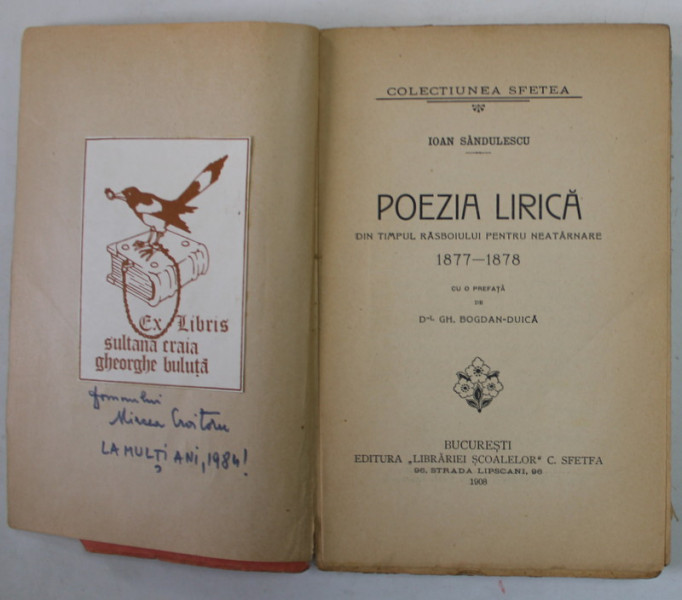 Ex Libris
sultana craia
gheorghe buluță
Domnului
Mircea Croitoru
LA MULȚI ANI, 1984!
COLECTIUNEA SFETEA
IOAN SÂNDULESCU
POEZIA LIRICĂ
DIN TIMPUL RĂSBOIULUI PENTRU NEATÂRNARE
1877—1878
CU O PREFAȚĂ
DE
D-L GH. BOGDAN-DUICĂ
BUCUREȘTI
EDITURA „LIBRĂRIEI ȘCOALELOR" C. SFETEA
96, STRADA LIPSCANI, 96
1908